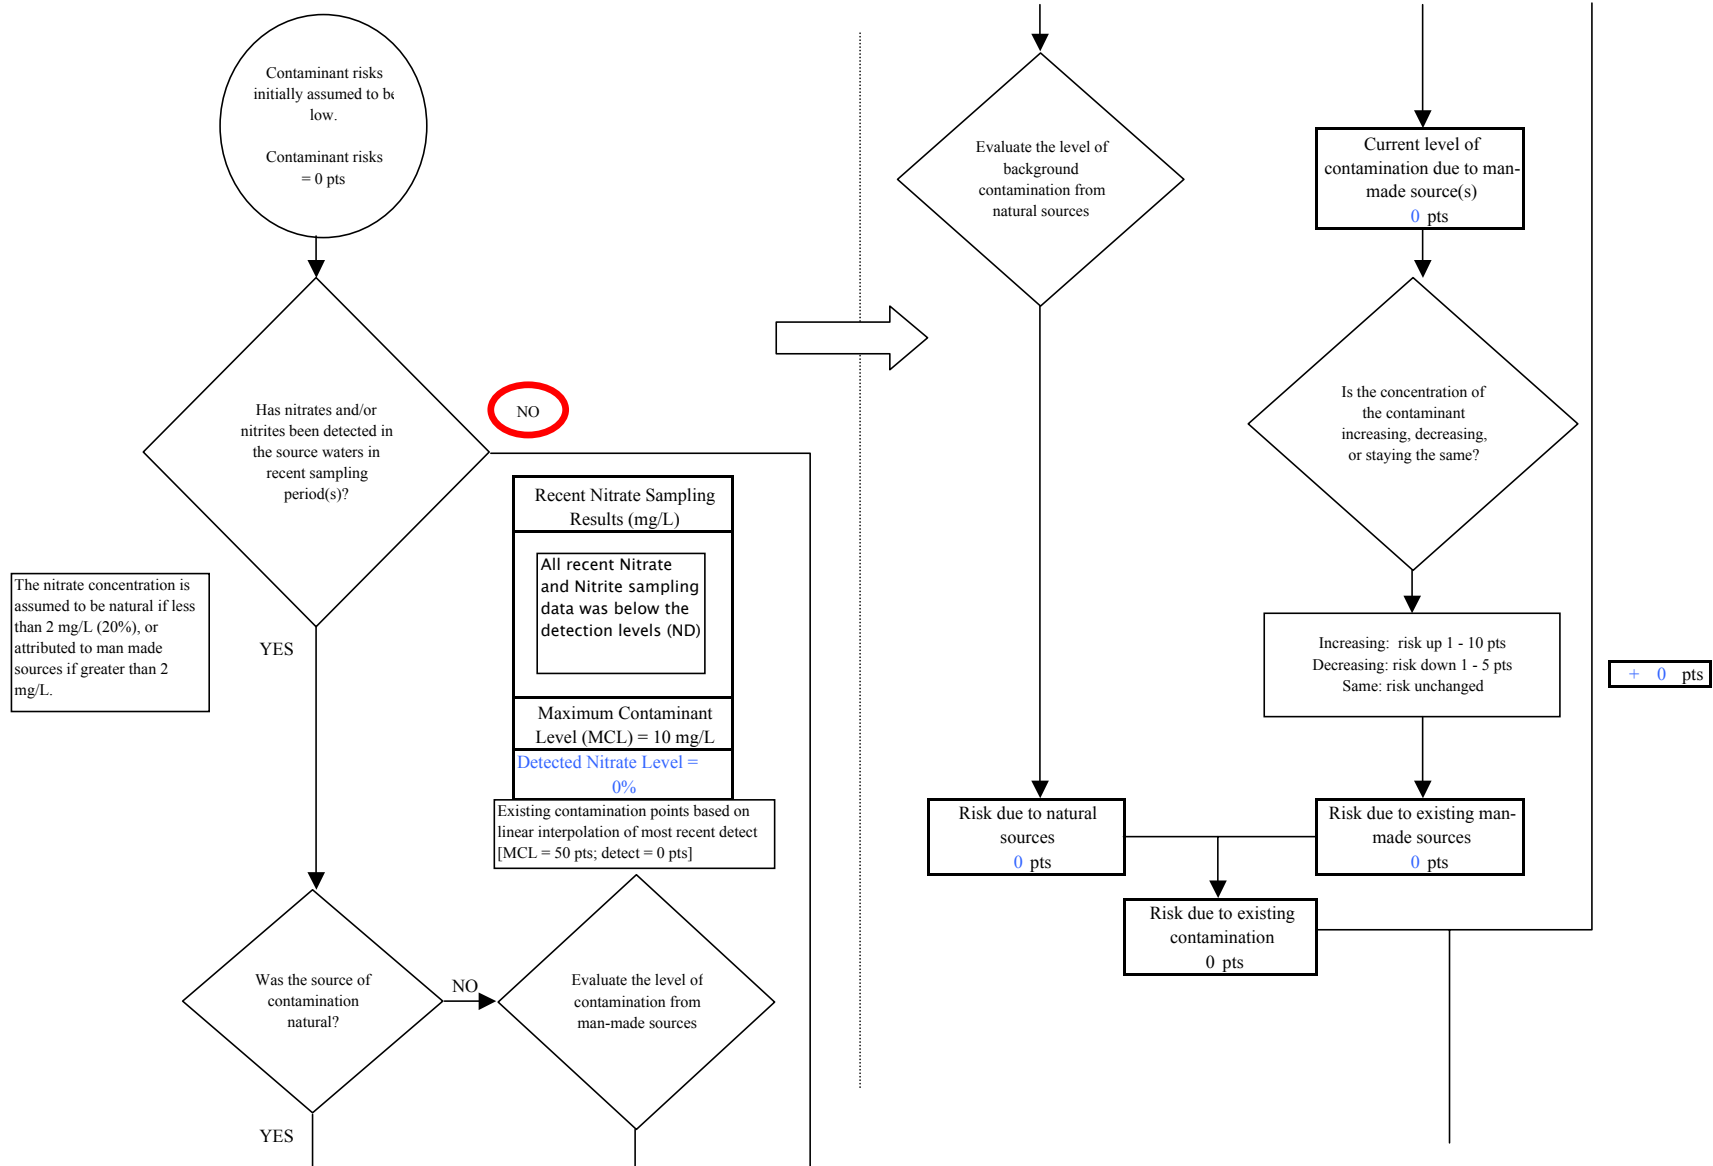 Contaminant risks
initially assumed to be
low.
Contaminant risks
= 0 pts
Has nitrates and/or
nitrites been detected in
the source waters in
recent sampling
period(s)?
NO
Recent Nitrate Sampling
Results (mg/L)
All recent Nitrate
and Nitrite sampling
data was below the
detection levels (ND)
Maximum Contaminant
Level (MCL) = 10 mg/L
Detected Nitrate Level =
0%
Existing contamination points based on
linear interpolation of most recent detect
[MCL = 50 pts; detect = 0 pts]
The nitrate concentration is
assumed to be natural if less
than 2 mg/L (20%), or
attributed to man made
sources if greater than 2
mg/L.
YES
Was the source of
contamination
natural?
NO
Evaluate the level of
contamination from
man-made sources
YES
Evaluate the level of
background
contamination from
natural sources
Current level of
contamination due to man-
made source(s)
0 pts
Is the concentration of
the contaminant
increasing, decreasing,
or staying the same?
Increasing: risk up 1 - 10 pts
Decreasing: risk down 1 - 5 pts
Same: risk unchanged
+ 0 pts
Risk due to natural
sources
0 pts
Risk due to existing man-
made sources
0 pts
Risk due to existing
contamination
0 pts